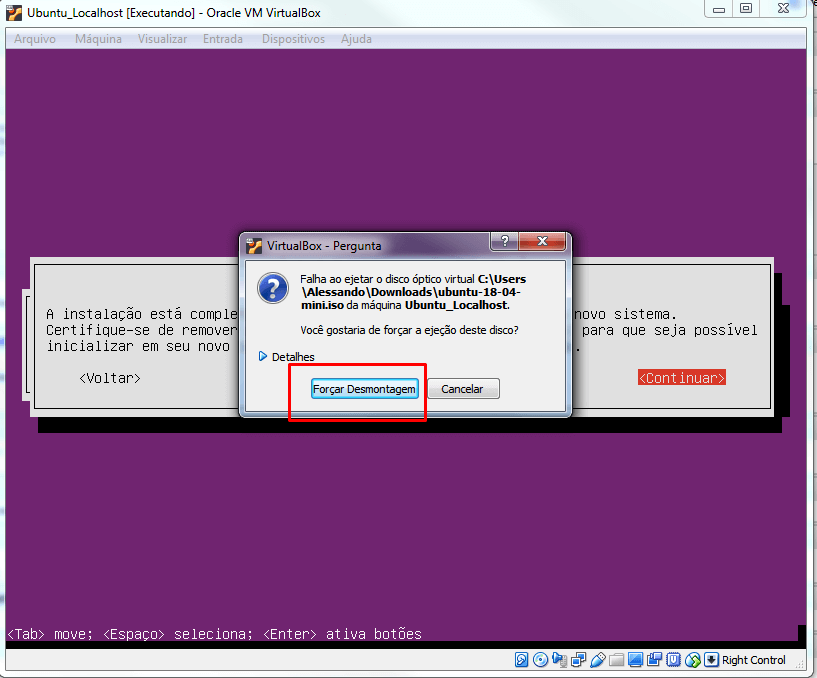 Ubuntu_Localhost [Executando] - Oracle VM VirtualBox
Arquivo Máquina Visualizar Entrada Dispositivos Ajuda
VirtualBox - Pergunta
Falha ao ejetar o disco óptico virtual C:\Users
\Alessando\Downloads\ubuntu-18-04-
mini.iso da máquina Ubuntu_Localhost.
Você gostaria de forçar a ejeção deste disco?
Detalhes
Forçar Desmontagem Cancelar
A instalação está comple novo sistema.
Certifique-se de remover para que seja possível
inicializar em seu novo .
<Voltar> <Continuar>
<Tab> move; <Espaço> seleciona; <Enter> ativa botões
Right Control